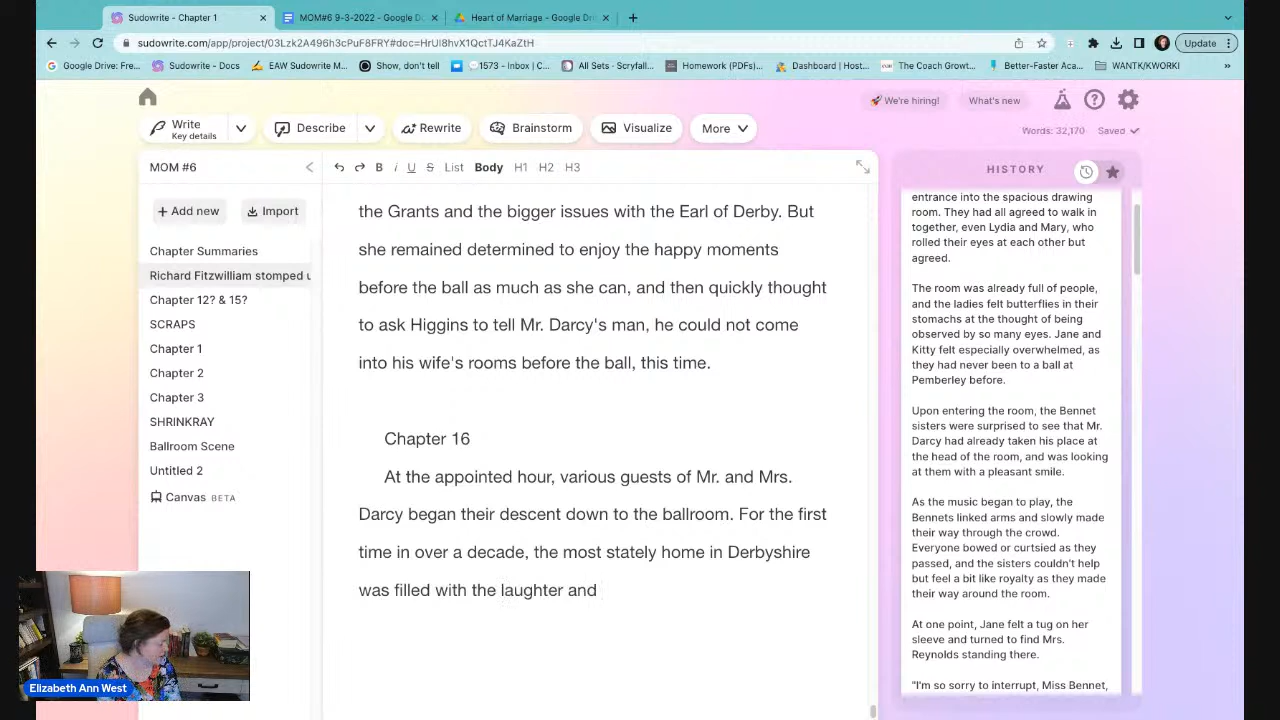 Sudowrite - Chapter 1
MOM#6 9-3-2022 - Google D
Heart of Marriage - Google Dri
sudowrite.com/app/project/03Lzk2A496h3cPuF8FRY#doc=HrUI8hvX1QctTJ4KaZtH
Update
Google Drive: Fre...
Sudowrite - Docs
EAW Sudowrite M...
Show, don't tell
1573 - Inbox | C...
All Sets · Scryfall...
Homework (PDFs)...
Dashboard | Host...
The Coach Growt...
Better-Faster Aca...
WANTK/KWORKI
»
We're hiring!
What's new
Write
Key details
Describe
Rewrite
Brainstorm
Visualize
More
Words: 32,170
Saved
MOM #6
B i U S List Body H1 H2 H3
+ Add new
Import
Chapter Summaries
Richard Fitzwilliam stomped u
Chapter 12? & 15?
SCRAPS
Chapter 1
Chapter 2
Chapter 3
SHRINKRAY
Ballroom Scene
Untitled 2
Canvas BETA
the Grants and the bigger issues with the Earl of Derby. But
she remained determined to enjoy the happy moments
before the ball as much as she can, and then quickly thought
to ask Higgins to tell Mr. Darcy's man, he could not come
into his wife's rooms before the ball, this time.
Chapter 16
At the appointed hour, various guests of Mr. and Mrs.
Darcy began their descent down to the ballroom. For the first
time in over a decade, the most stately home in Derbyshire
was filled with the laughter and
HISTORY
entrance into the spacious drawing
room. They had all agreed to walk in
together, even Lydia and Mary, who
rolled their eyes at each other but
agreed.
The room was already full of people,
and the ladies felt butterflies in their
stomachs at the thought of being
observed by so many eyes. Jane and
Kitty felt especially overwhelmed, as
they had never been to a ball at
Pemberley before.
Upon entering the room, the Bennet
sisters were surprised to see that Mr.
Darcy had already taken his place at
the head of the room, and was looking
at them with a pleasant smile.
As the music began to play, the
Bennets linked arms and slowly made
their way through the crowd.
Everyone bowed or curtsied as they
passed, and the sisters couldn't help
but feel a bit like royalty as they made
their way around the room.
At one point, Jane felt a tug on her
sleeve and turned to find Mrs.
Reynolds standing there.
"I'm so sorry to interrupt, Miss Bennet,
Elizabeth Ann West